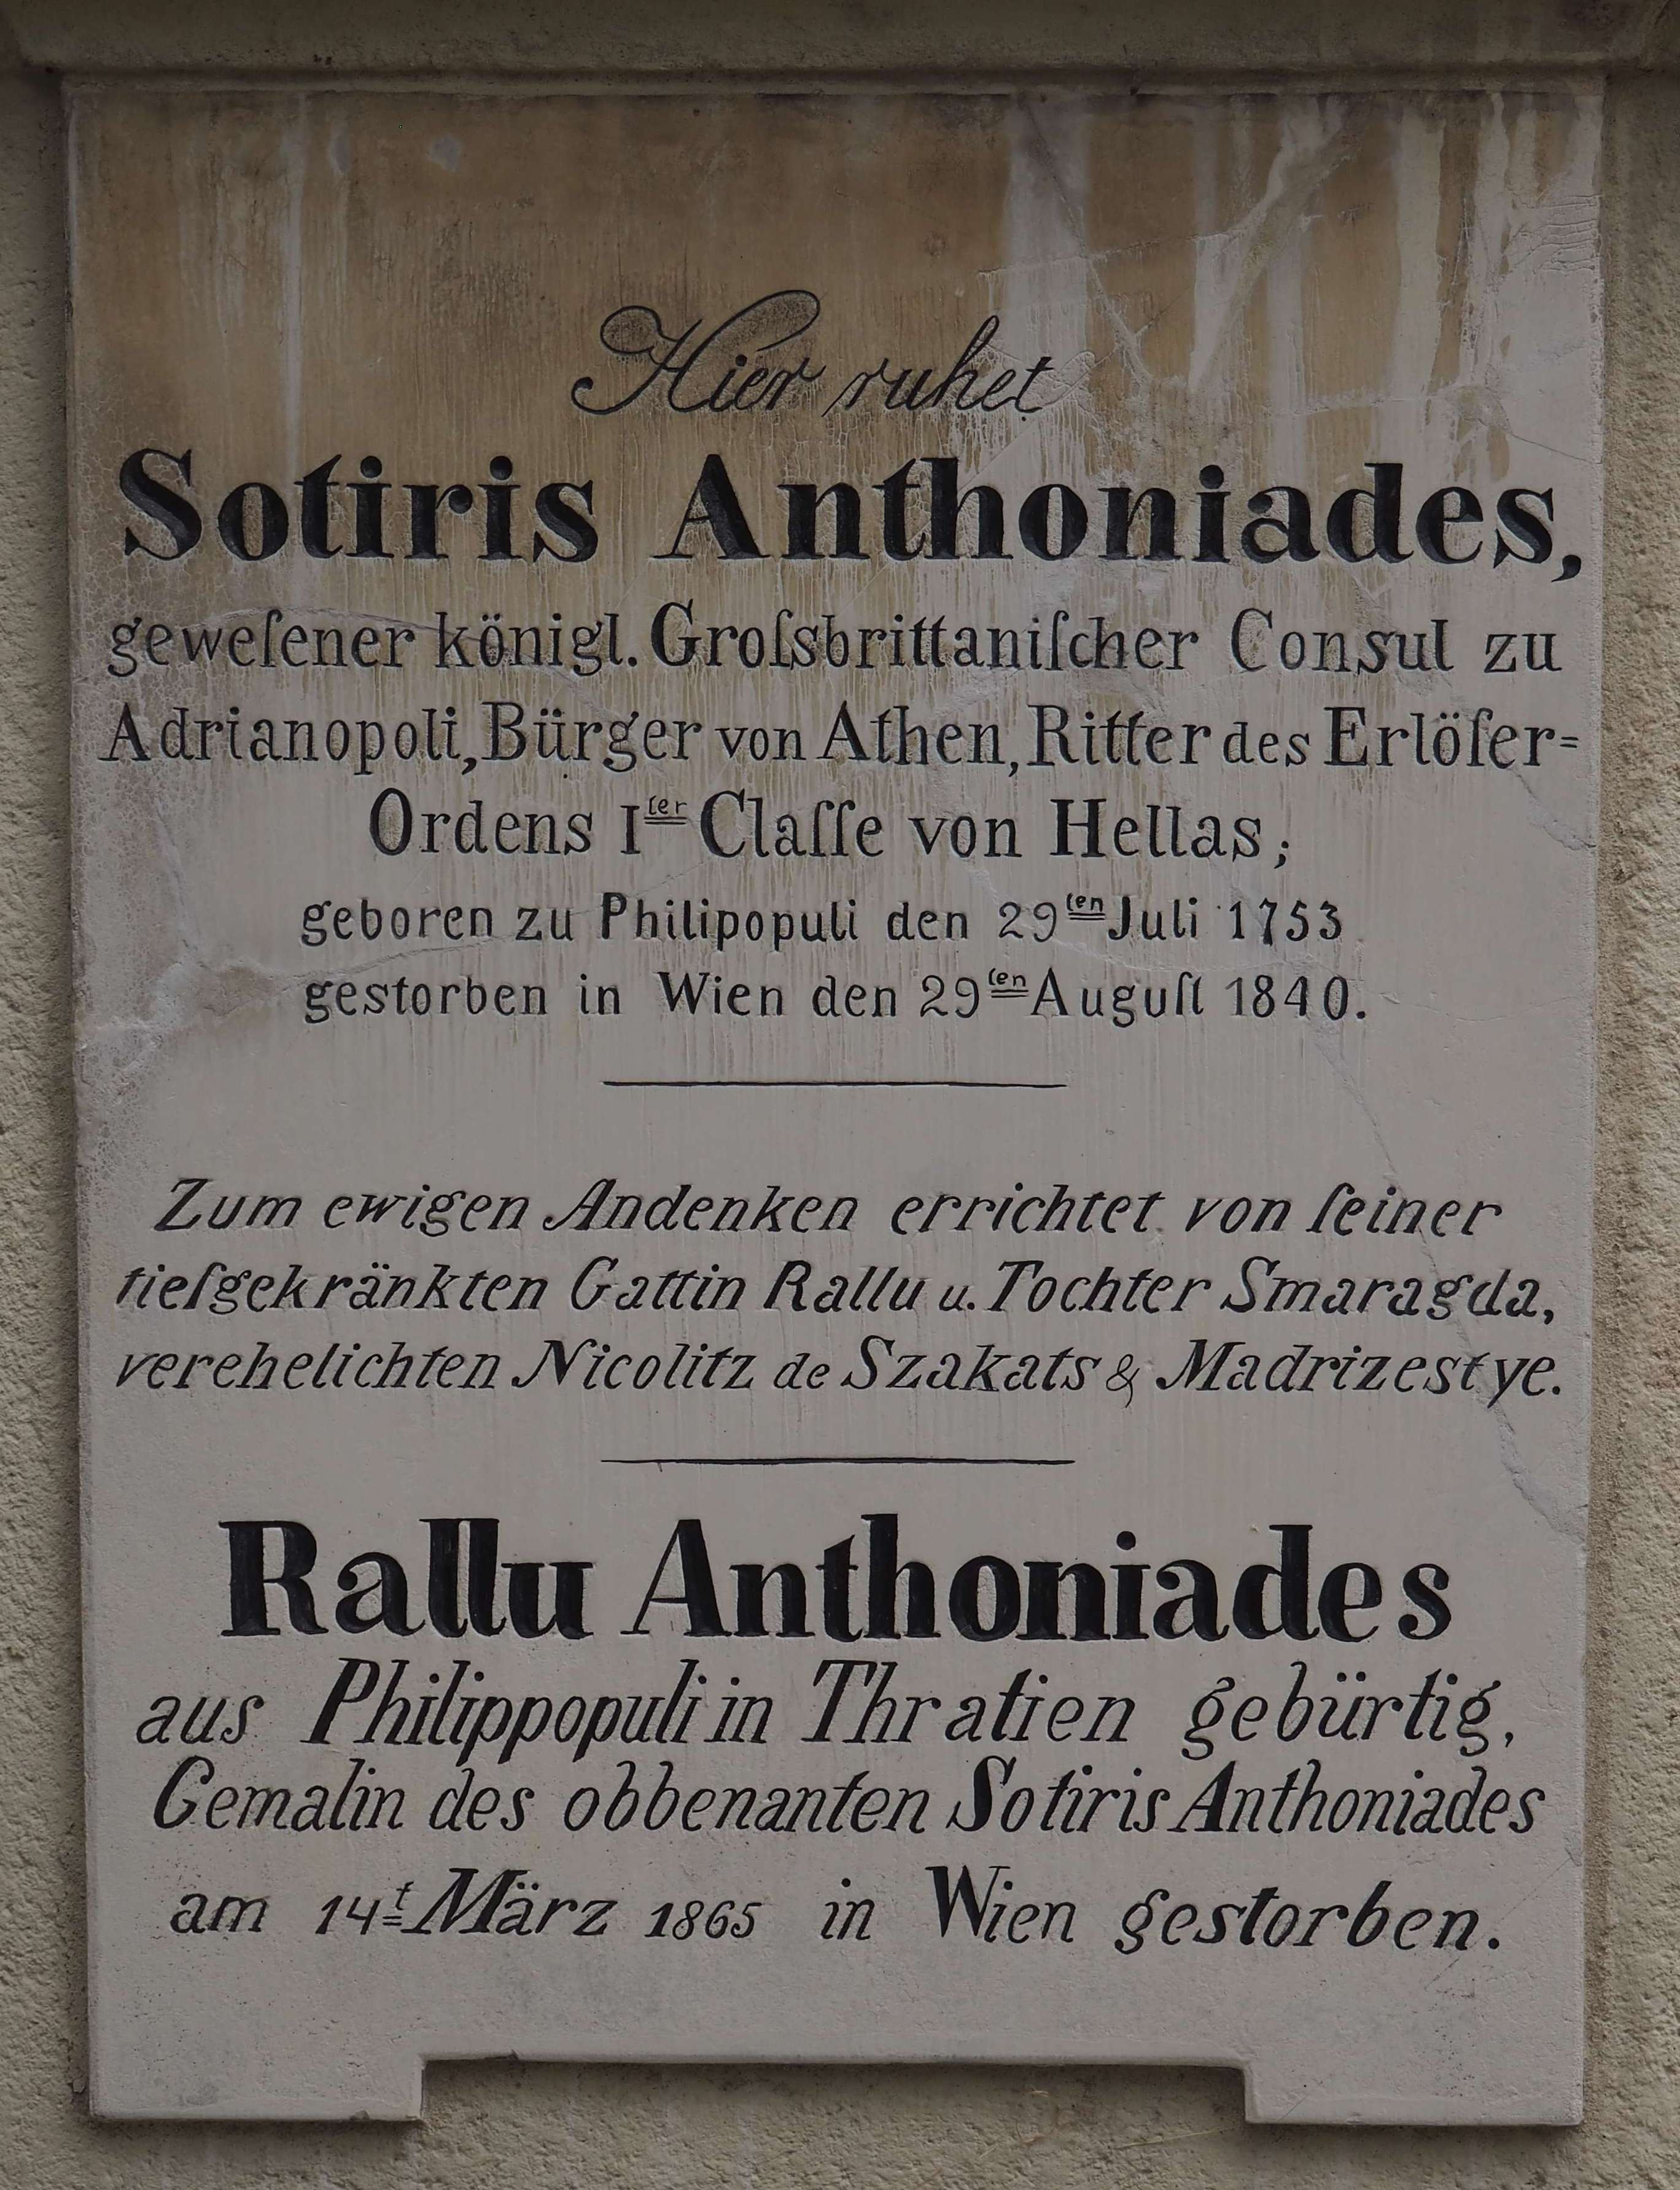 Hier ruhet
Sotiris Anthoniades,
geweſener königl. Groſsbrittaniſcher Consul zu
Adrianopoli, Bürger von Athen, Ritter des Erlöſer=
Ordens Iter Claſſe von Hellas;
geboren zu Philipopuli den 29ten Juli 1753
gestorben in Wien den 29ten Auguſt 1840.
Zum ewigen Andenken errichtet von ſeiner
tiefgekränkten Gattin Rallu u. Tochter Smaragda,
verehelichten Nicolitz de Szakats & Madrizestye.
Rallu Anthoniades
aus Philippopuli in Thratien gebürtig,
Gemalin des obbenanten Sotiris Anthoniades
am 14t März 1865 in Wien gestorben.